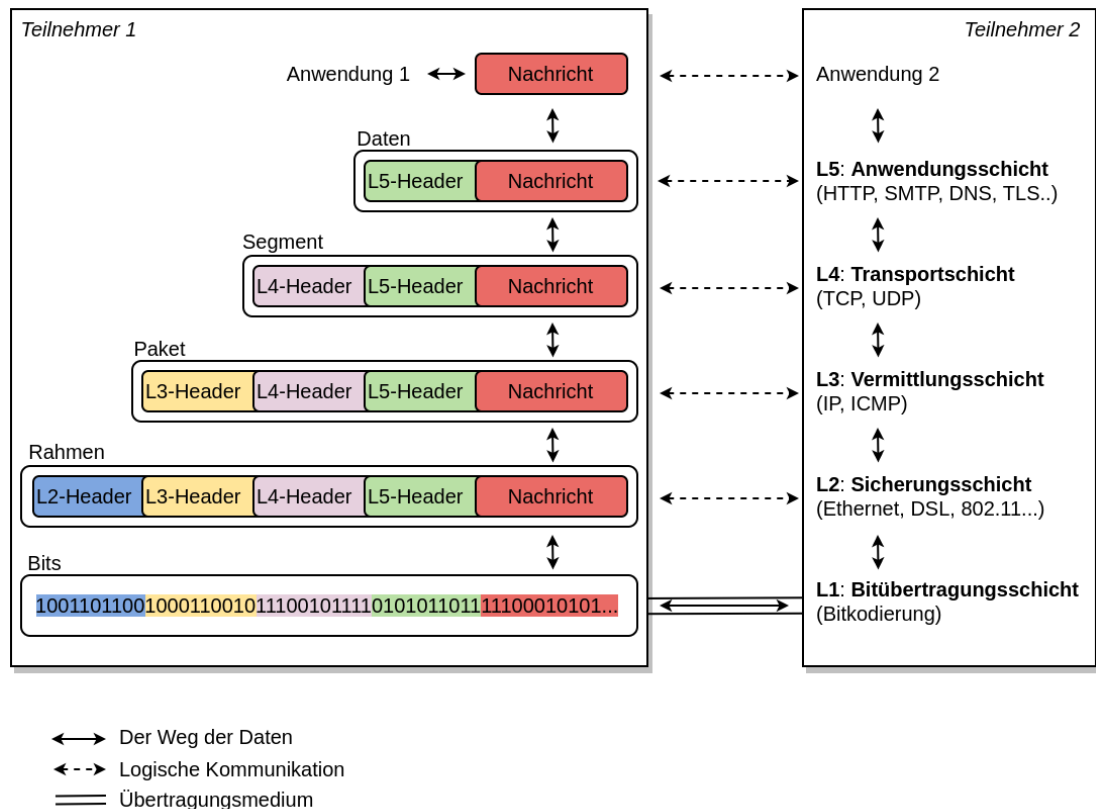 Teilnehmer 1
Teilnehmer 2
Anwendung 1
Nachricht
Anwendung 2
Daten
L5-Header
Nachricht
L5: Anwendungsschicht
(HTTP, SMTP, DNS, TLS..)
Segment
L4-Header
L5-Header
Nachricht
L4: Transportschicht
(TCP, UDP)
Paket
L3-Header
L4-Header
L5-Header
Nachricht
L3: Vermittlungsschicht
(IP, ICMP)
Rahmen
L2-Header
L3-Header
L4-Header
L5-Header
Nachricht
L2: Sicherungsschicht
(Ethernet, DSL, 802.11...)
Bits
1001101100100011001011100101111010101101111100010101...
L1: Bitübertragungsschicht
(Bitkodierung)
Der Weg der Daten
Logische Kommunikation
Übertragungsmedium